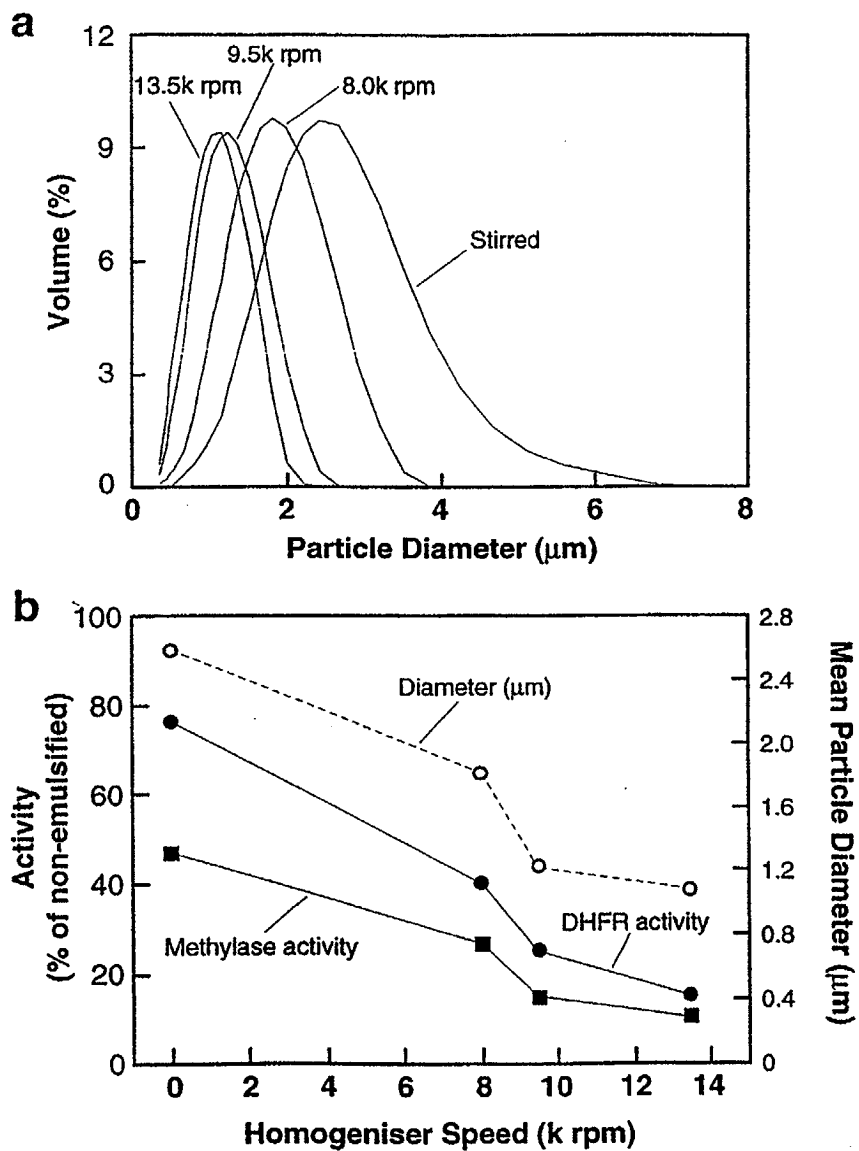 a
12
9
6
3
0
Volume (%)
13.5k rpm
9.5k rpm
8.0k rpm
Stirred
0
2
4
6
8
Particle Diameter (μm)
b
100
80
60
40
20
0
Activity
(% of non-emulsified)
Diameter (μm)
DHFR activity
Methylase activity
2.8
2.4
2.0
1.6
1.2
0.8
0.4
0
Mean Particle Diameter (μm)
0
2
4
6
8
10
12
14
Homogeniser Speed (k rpm)